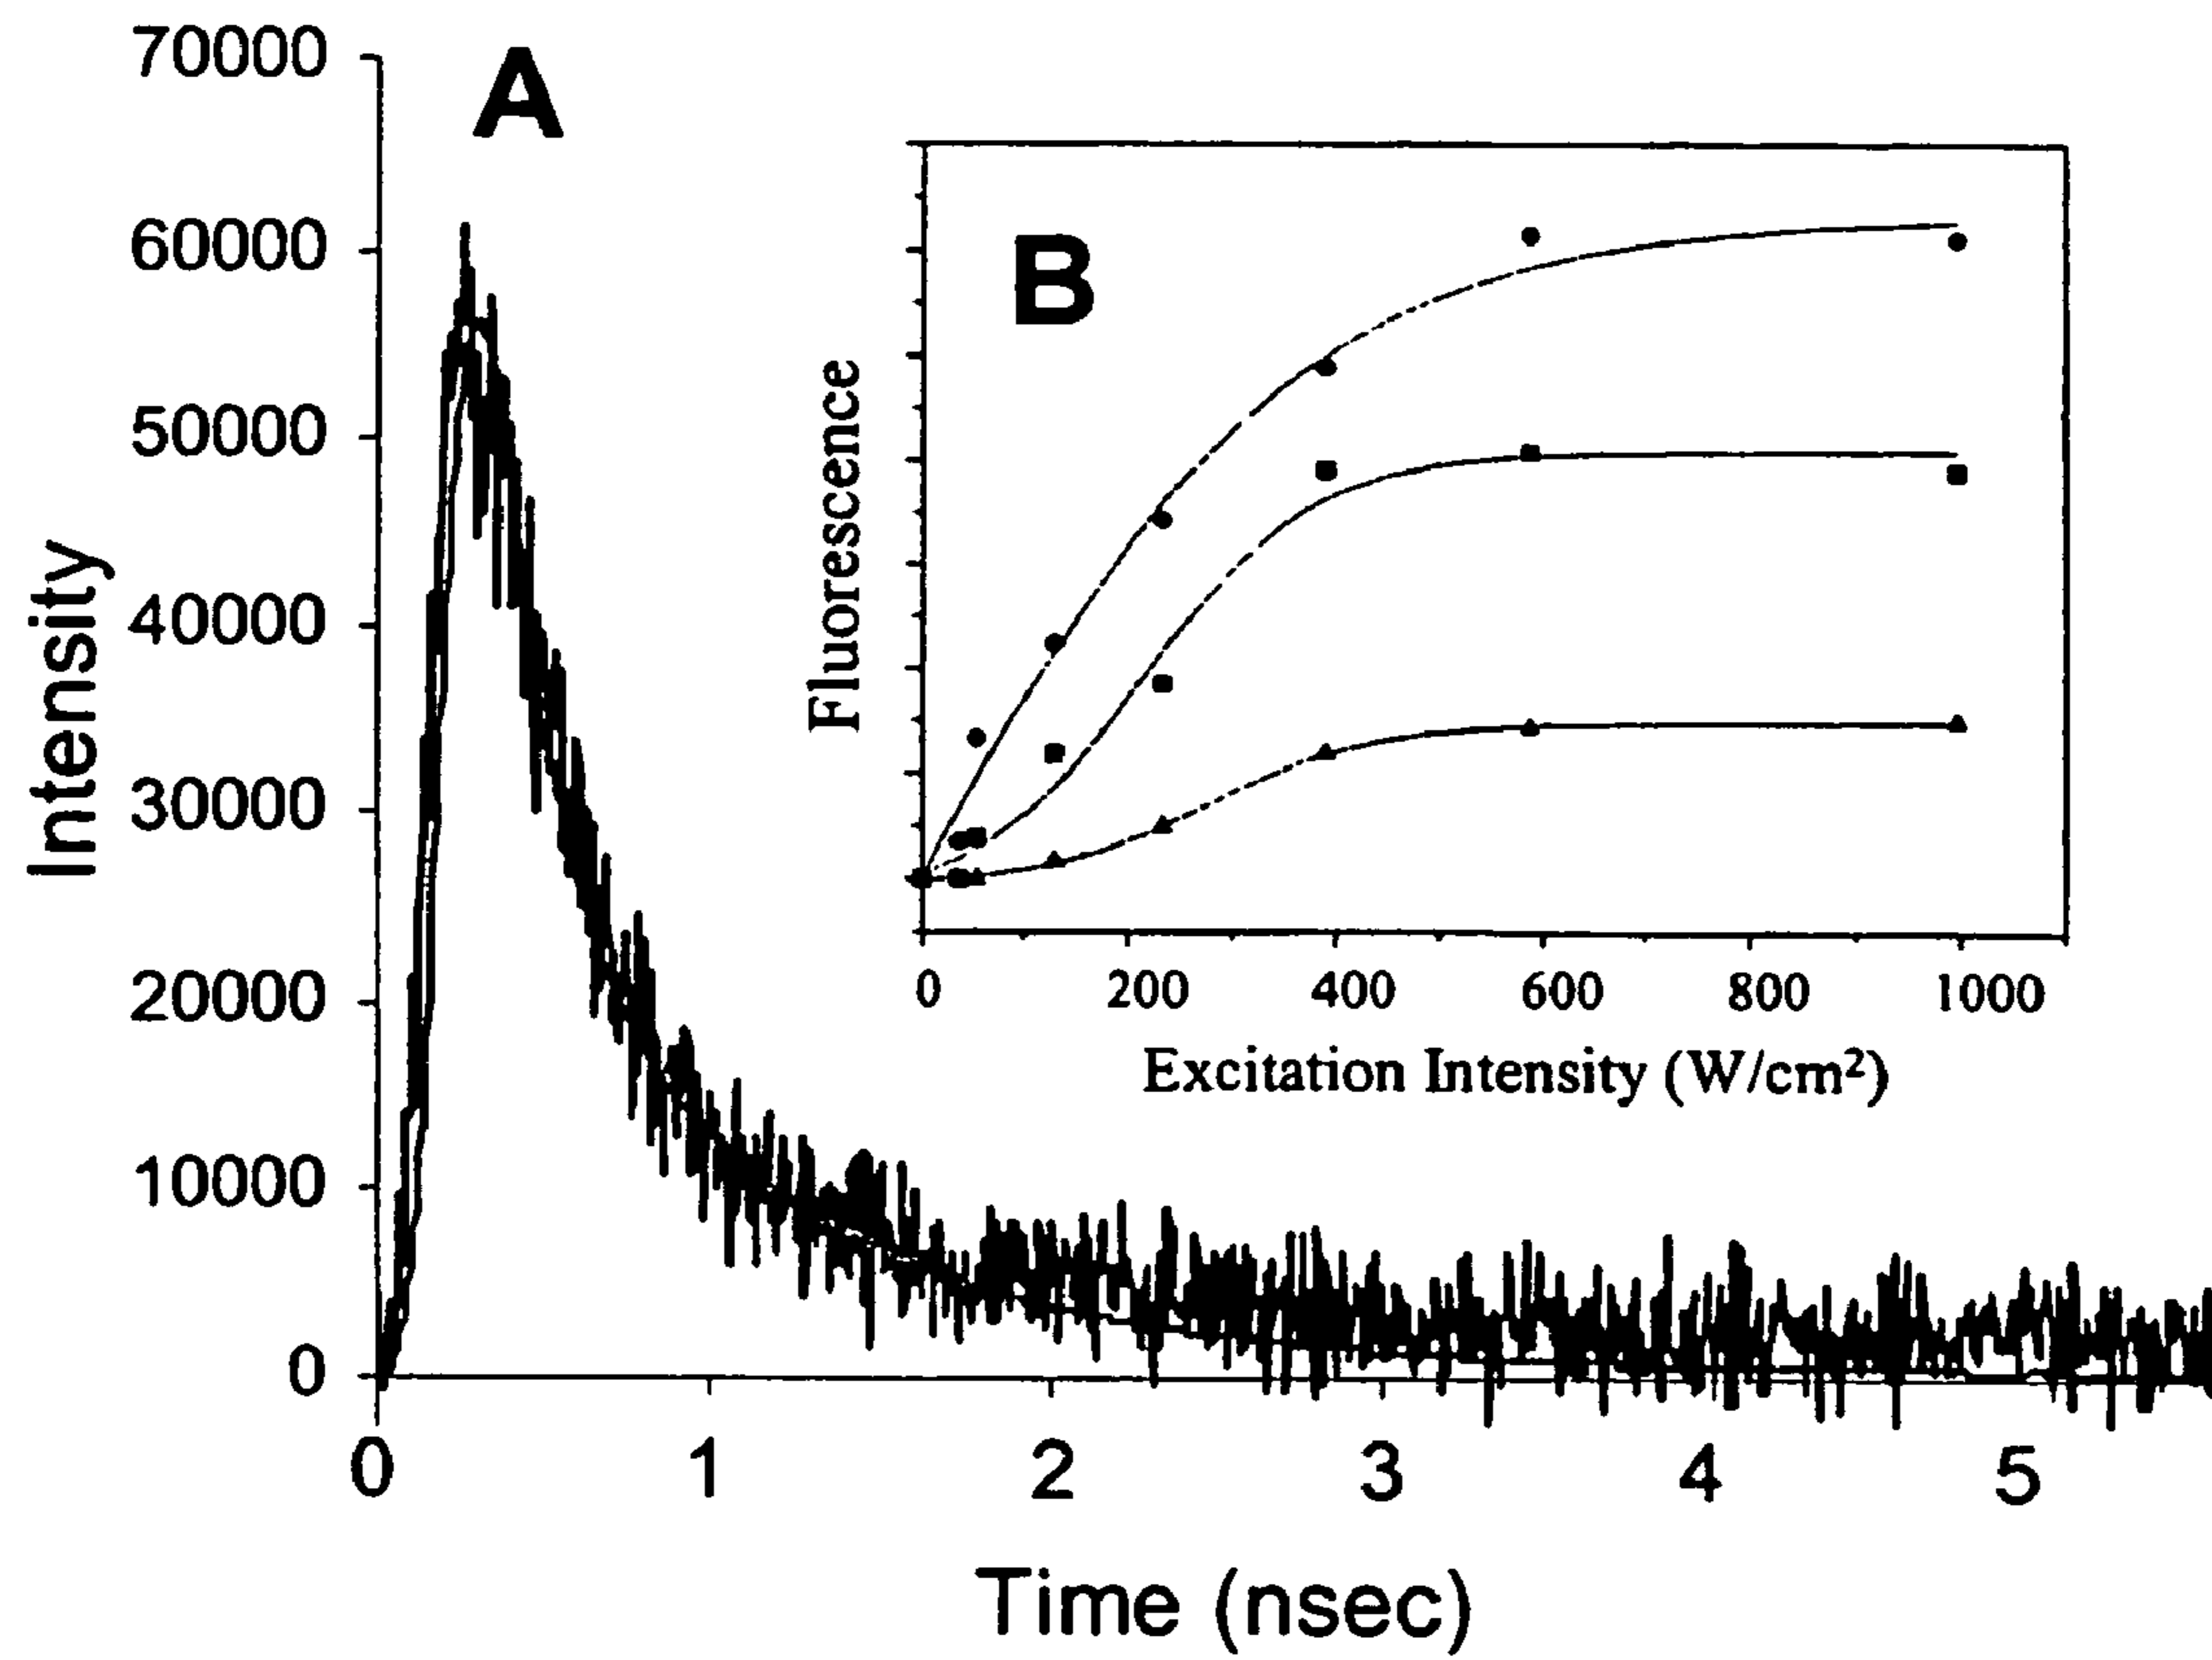 A
70000
60000
50000
40000
30000
20000
10000
0
Intensity
0 1 2 3 4 5
Time (nsec)
B
Fluorescence
0 200 400 600 800 1000
Excitation Intensity (W/cm²)